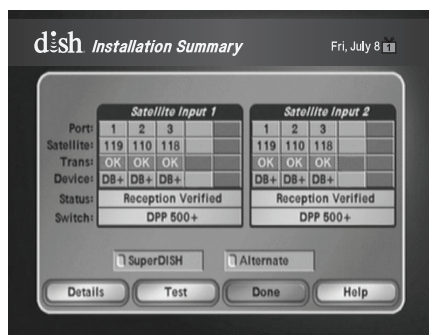 dish Installation Summary Fri, July 8 1
Satellite Input 1 Satellite Input 2
Port: 1 2 3 1 2 3
Satellite: 119 110 118 119 110 118
Trans: OK OK OK OK OK OK
Device: DB+ DB+ DB+ DB+ DB+ DB+
Status: Reception Verified Reception Verified
Switch: DPP 500+ DPP 500+
SuperDISH Alternate
Details Test Done Help